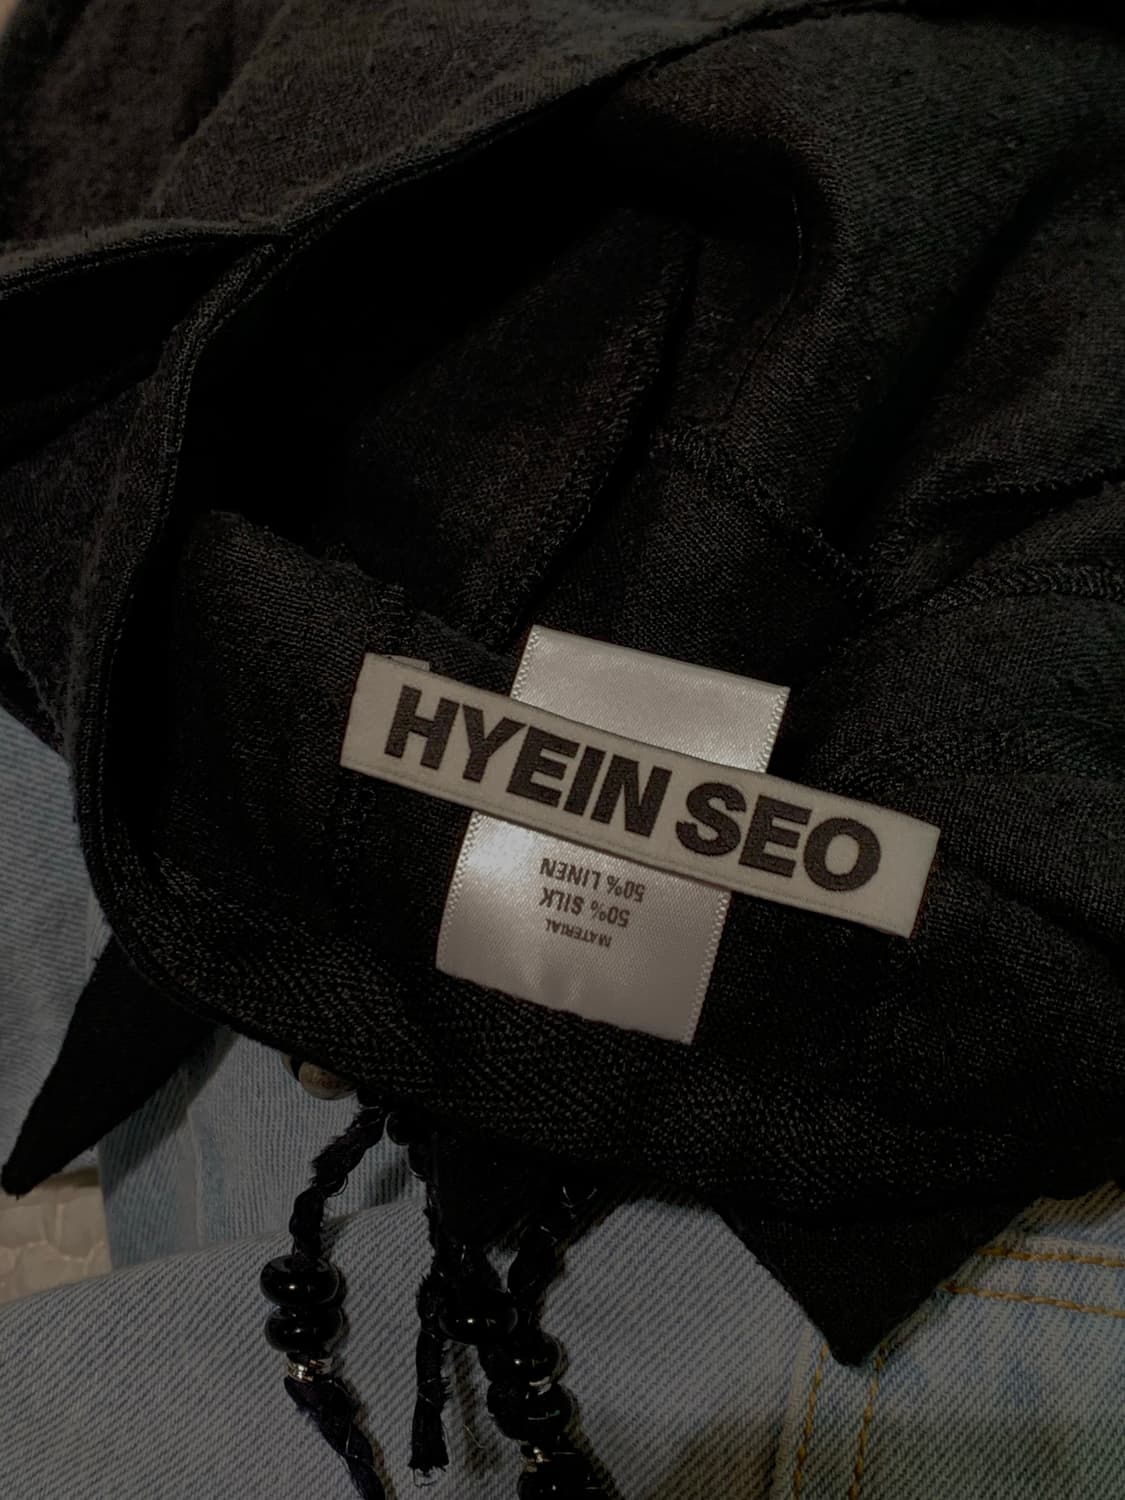 HYEIN SEO
MATERIAL
50% SILK
50% LINEN